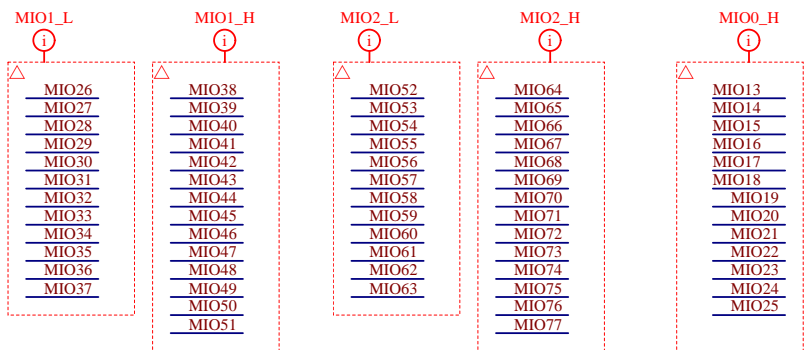 MIO1_L
i
MIO26
MIO27
MIO28
MIO29
MIO30
MIO31
MIO32
MIO33
MIO34
MIO35
MIO36
MIO37
MIO1_H
i
MIO38
MIO39
MIO40
MIO41
MIO42
MIO43
MIO44
MIO45
MIO46
MIO47
MIO48
MIO49
MIO50
MIO51
MIO2_L
i
MIO52
MIO53
MIO54
MIO55
MIO56
MIO57
MIO58
MIO59
MIO60
MIO61
MIO62
MIO63
MIO2_H
i
MIO64
MIO65
MIO66
MIO67
MIO68
MIO69
MIO70
MIO71
MIO72
MIO73
MIO74
MIO75
MIO76
MIO77
MIO0_H
i
MIO13
MIO14
MIO15
MIO16
MIO17
MIO18
MIO19
MIO20
MIO21
MIO22
MIO23
MIO24
MIO25